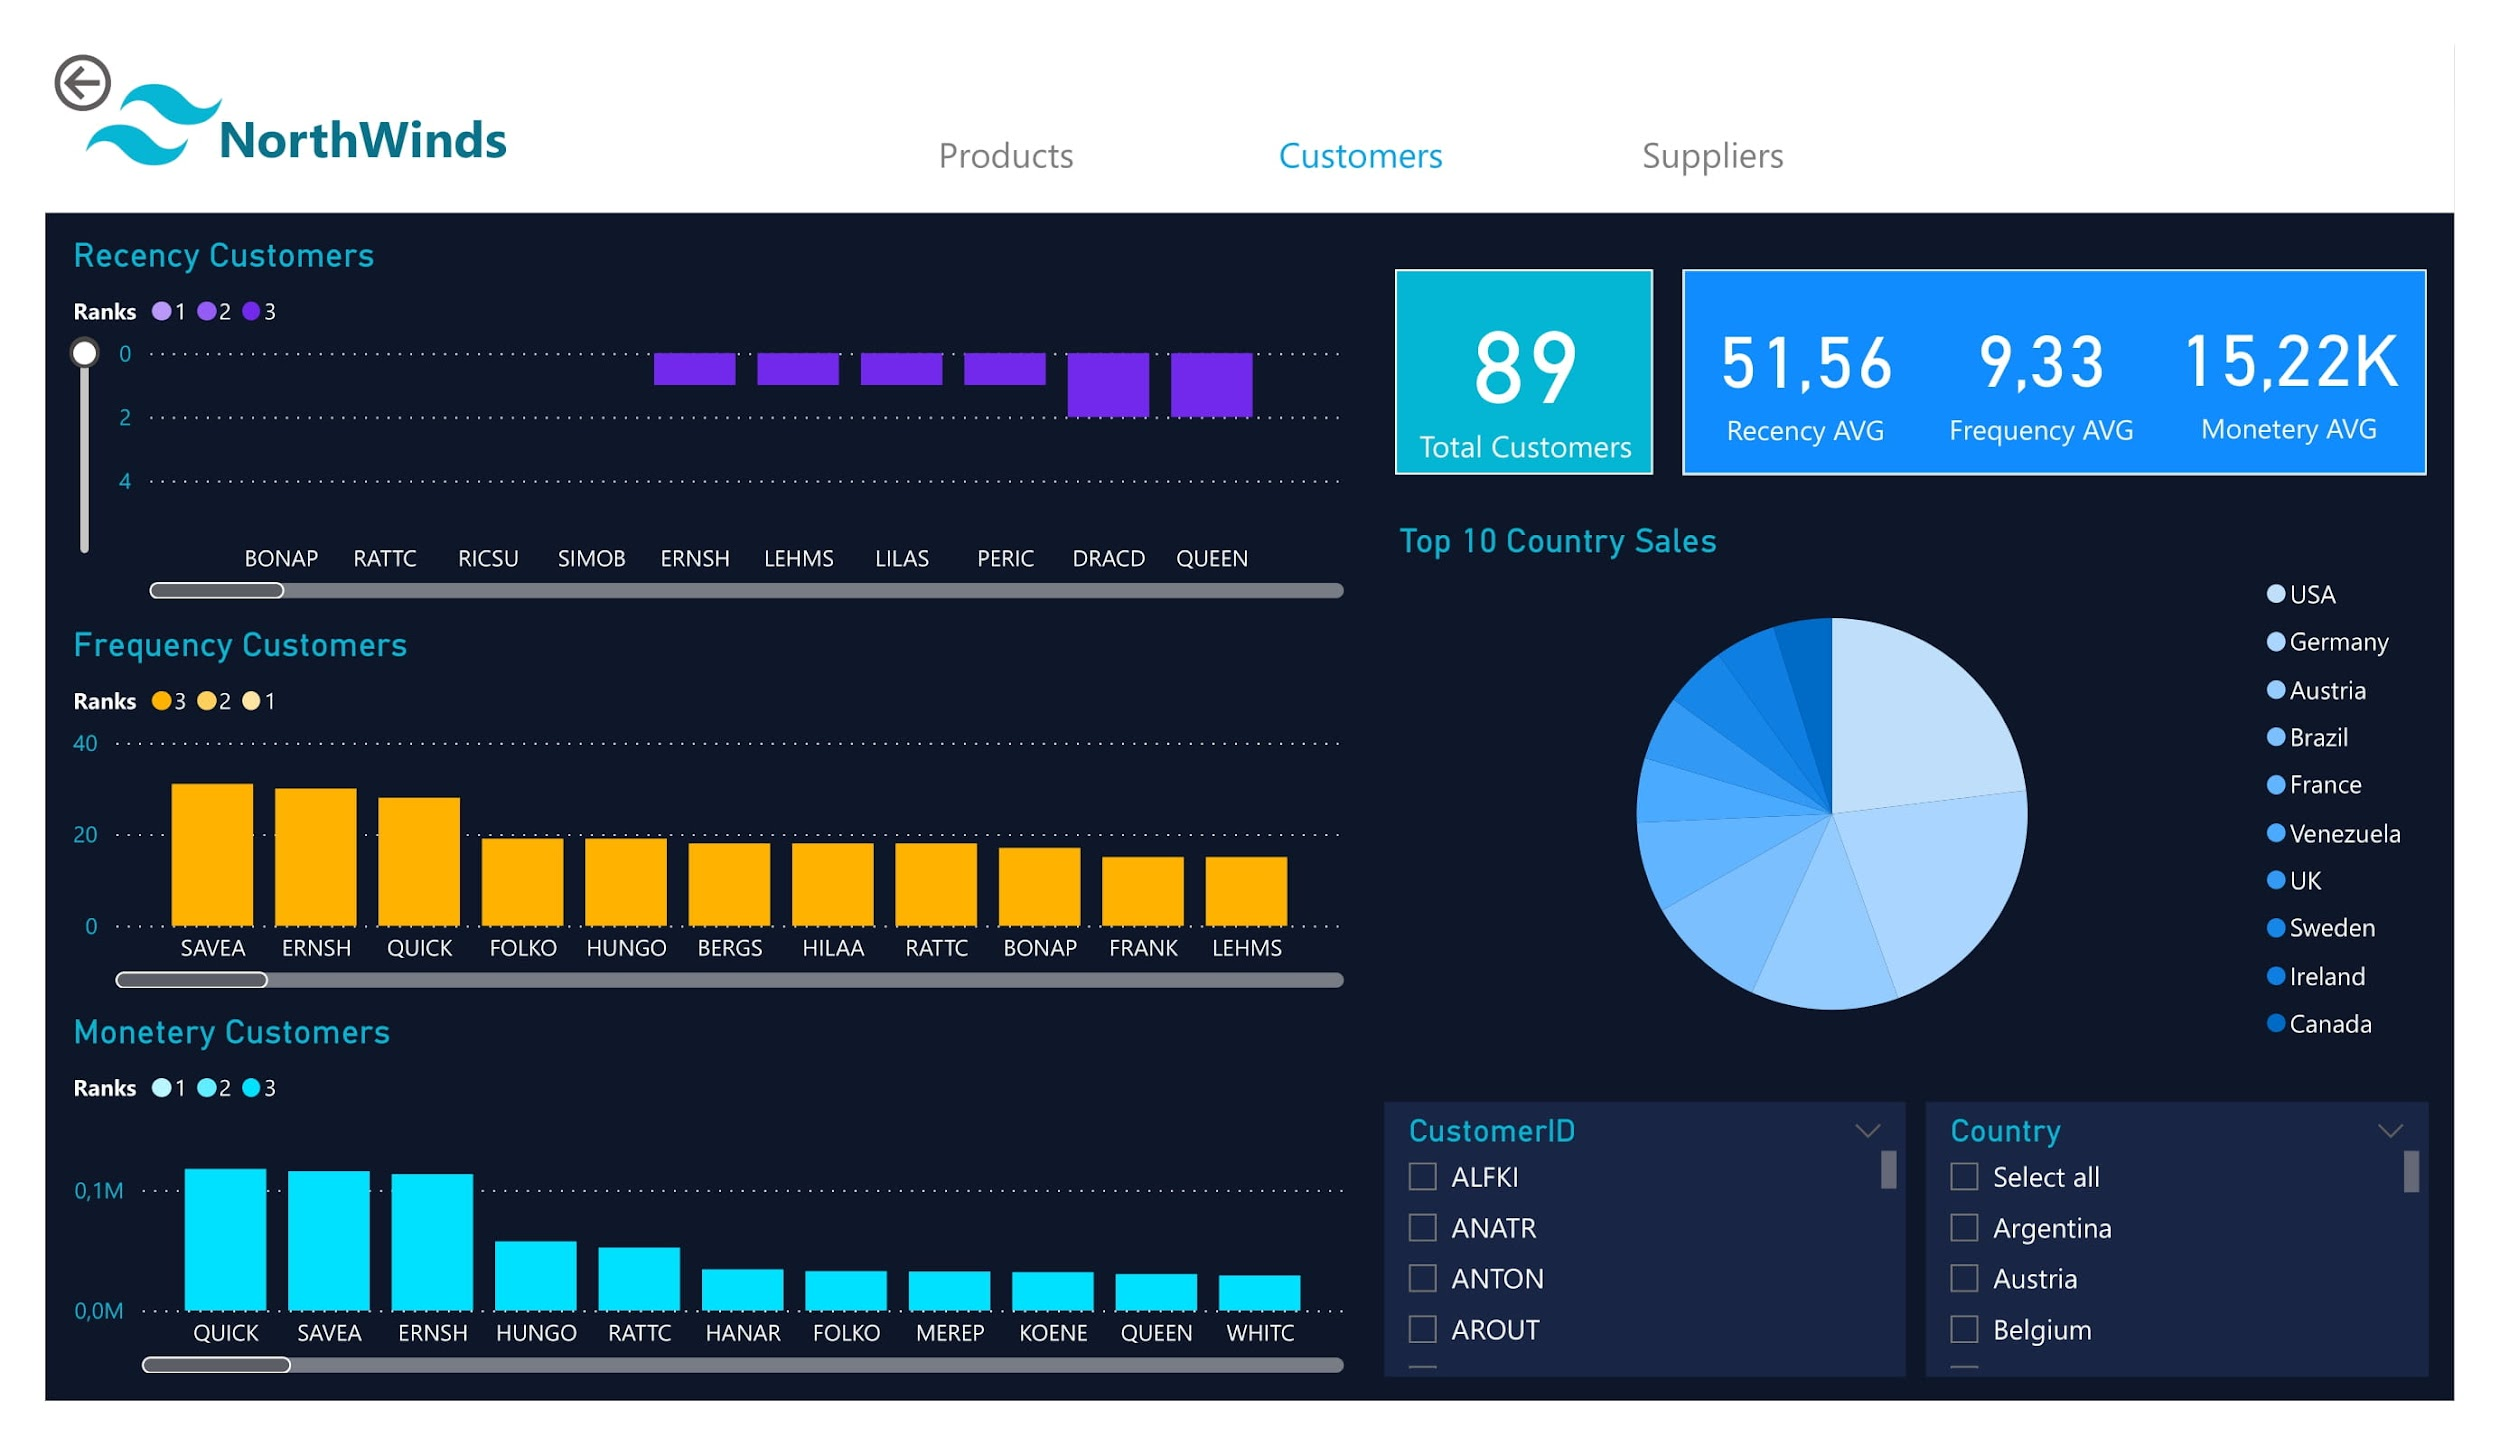 NorthWinds
Products Customers Suppliers
Recency Customers
Ranks 1 2 3
0
2
4
BONAP RATTC RICSU SIMOB ERNSH LEHMS LILAS PERIC DRACD QUEEN
Frequency Customers
Ranks 3 2 1
40
20
0
SAVEA ERNSH QUICK FOLKO HUNGO BERGS HILAA RATTC BONAP FRANK LEHMS
Monetery Customers
Ranks 1 2 3
0,1M
0,0M
QUICK SAVEA ERNSH HUNGO RATTC HANAR FOLKO MEREP KOENE QUEEN WHITC
89
Total Customers
51,56 9,33 15,22K
Recency AVG Frequency AVG Monetery AVG
Top 10 Country Sales
USA
Germany
Austria
Brazil
France
Venezuela
UK
Sweden
Ireland
Canada
CustomerID
ALFKI
ANATR
ANTON
AROUT
Country
Select all
Argentina
Austria
Belgium